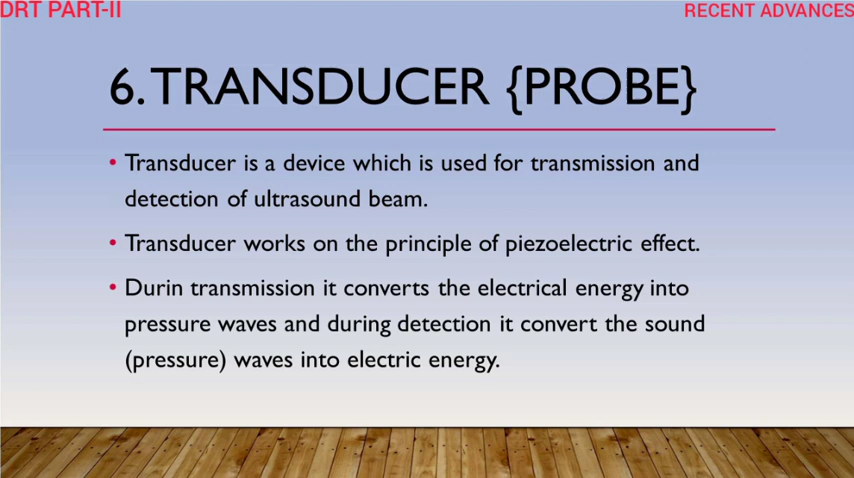 DRT PART-II
RECENT ADVANCES
6. TRANSDUCER {PROBE}
• Transducer is a device which is used for transmission and
detection of ultrasound beam.
• Transducer works on the principle of piezoelectric effect.
• Durin transmission it converts the electrical energy into
pressure waves and during detection it convert the sound
(pressure) waves into electric energy.